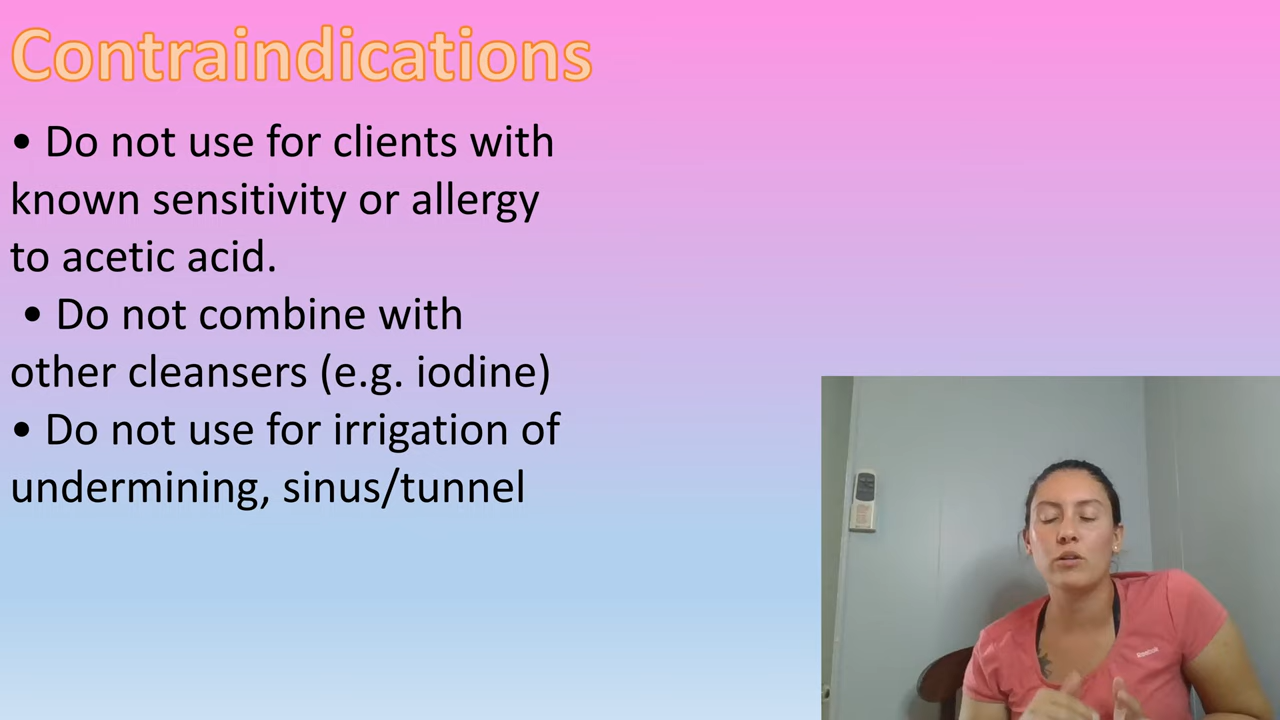 Contraindications
• Do not use for clients with
known sensitivity or allergy
to acetic acid.
• Do not combine with
other cleansers (e.g. iodine)
• Do not use for irrigation of
undermining, sinus/tunnel
Reebok